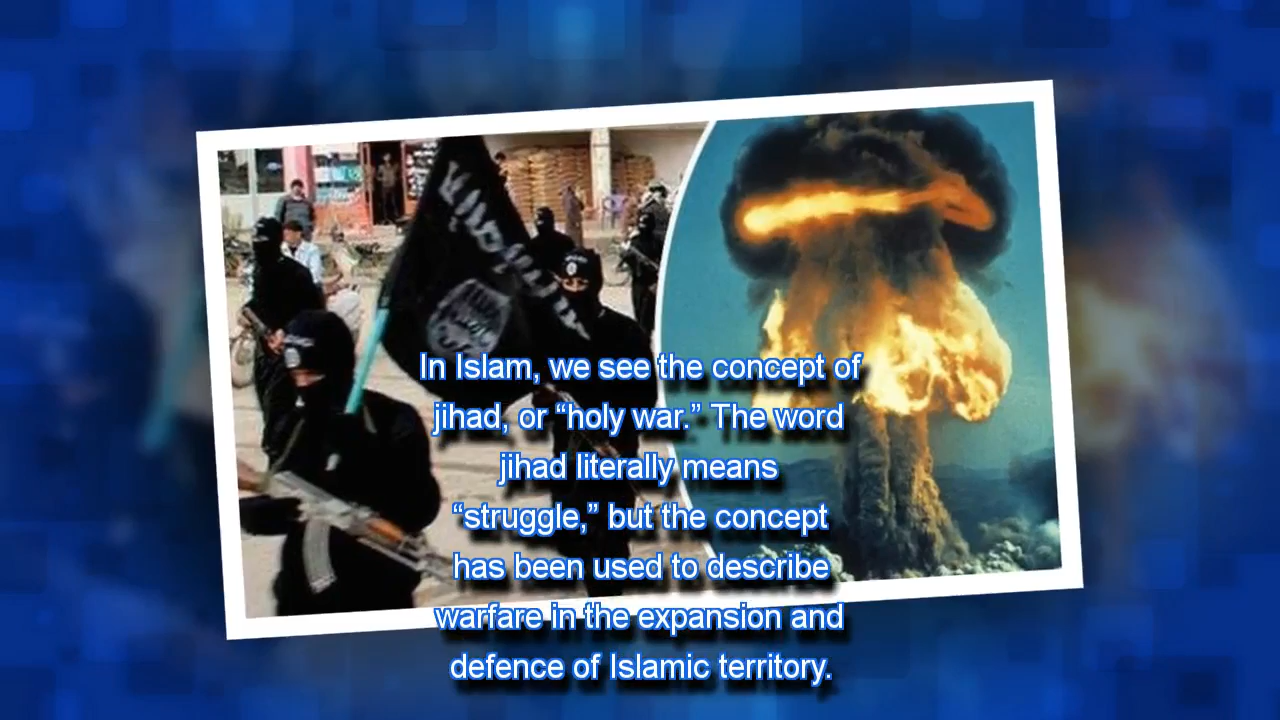 In Islam, we see the concept of
jihad, or “holy war.” The word
jihad literally means
“struggle,” but the concept
has been used to describe
warfare in the expansion and
defence of Islamic territory.